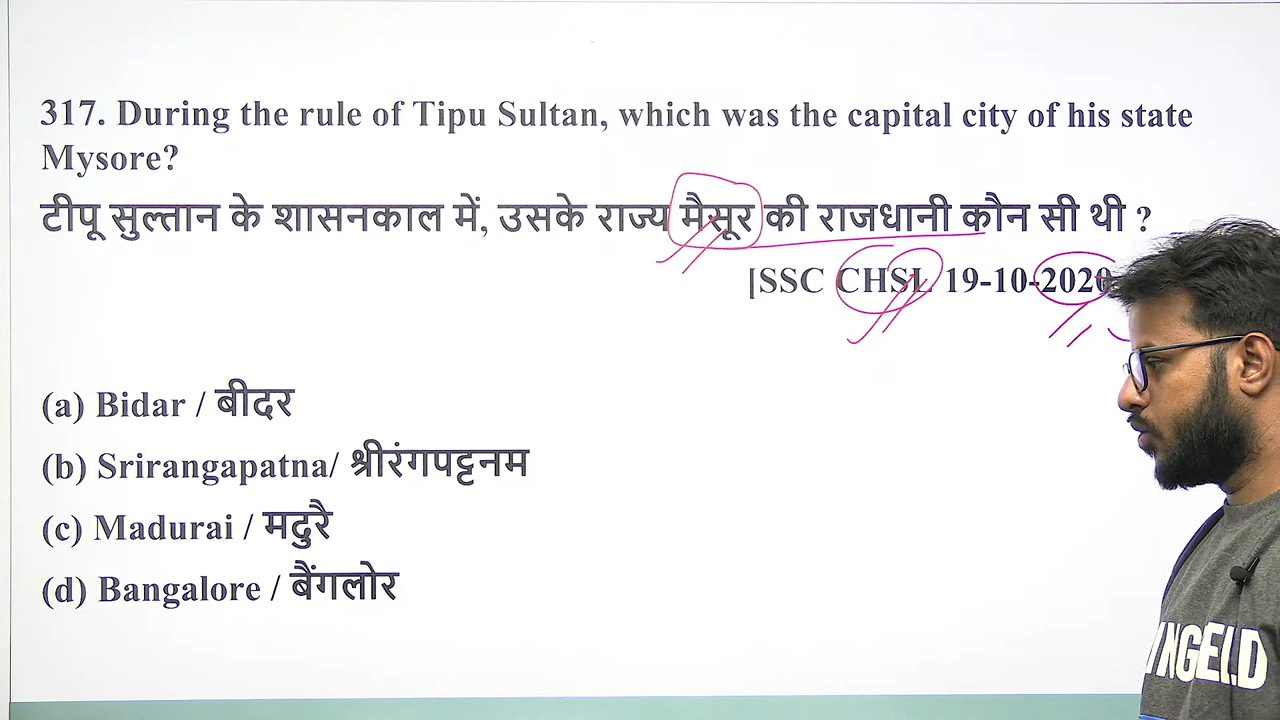 317. During the rule of Tipu Sultan, which was the capital city of his state
Mysore?
टीपू सुल्तान के शासनकाल में, उसके राज्य मैसूर की राजधानी कौन सी थी ?
[SSC CHSL 19-10-2020
(a) Bidar / बीदर
(b) Srirangapatna/ श्रीरंगपट्टनम
(c) Madurai / मदुरै
(d) Bangalore / बैंगलोर